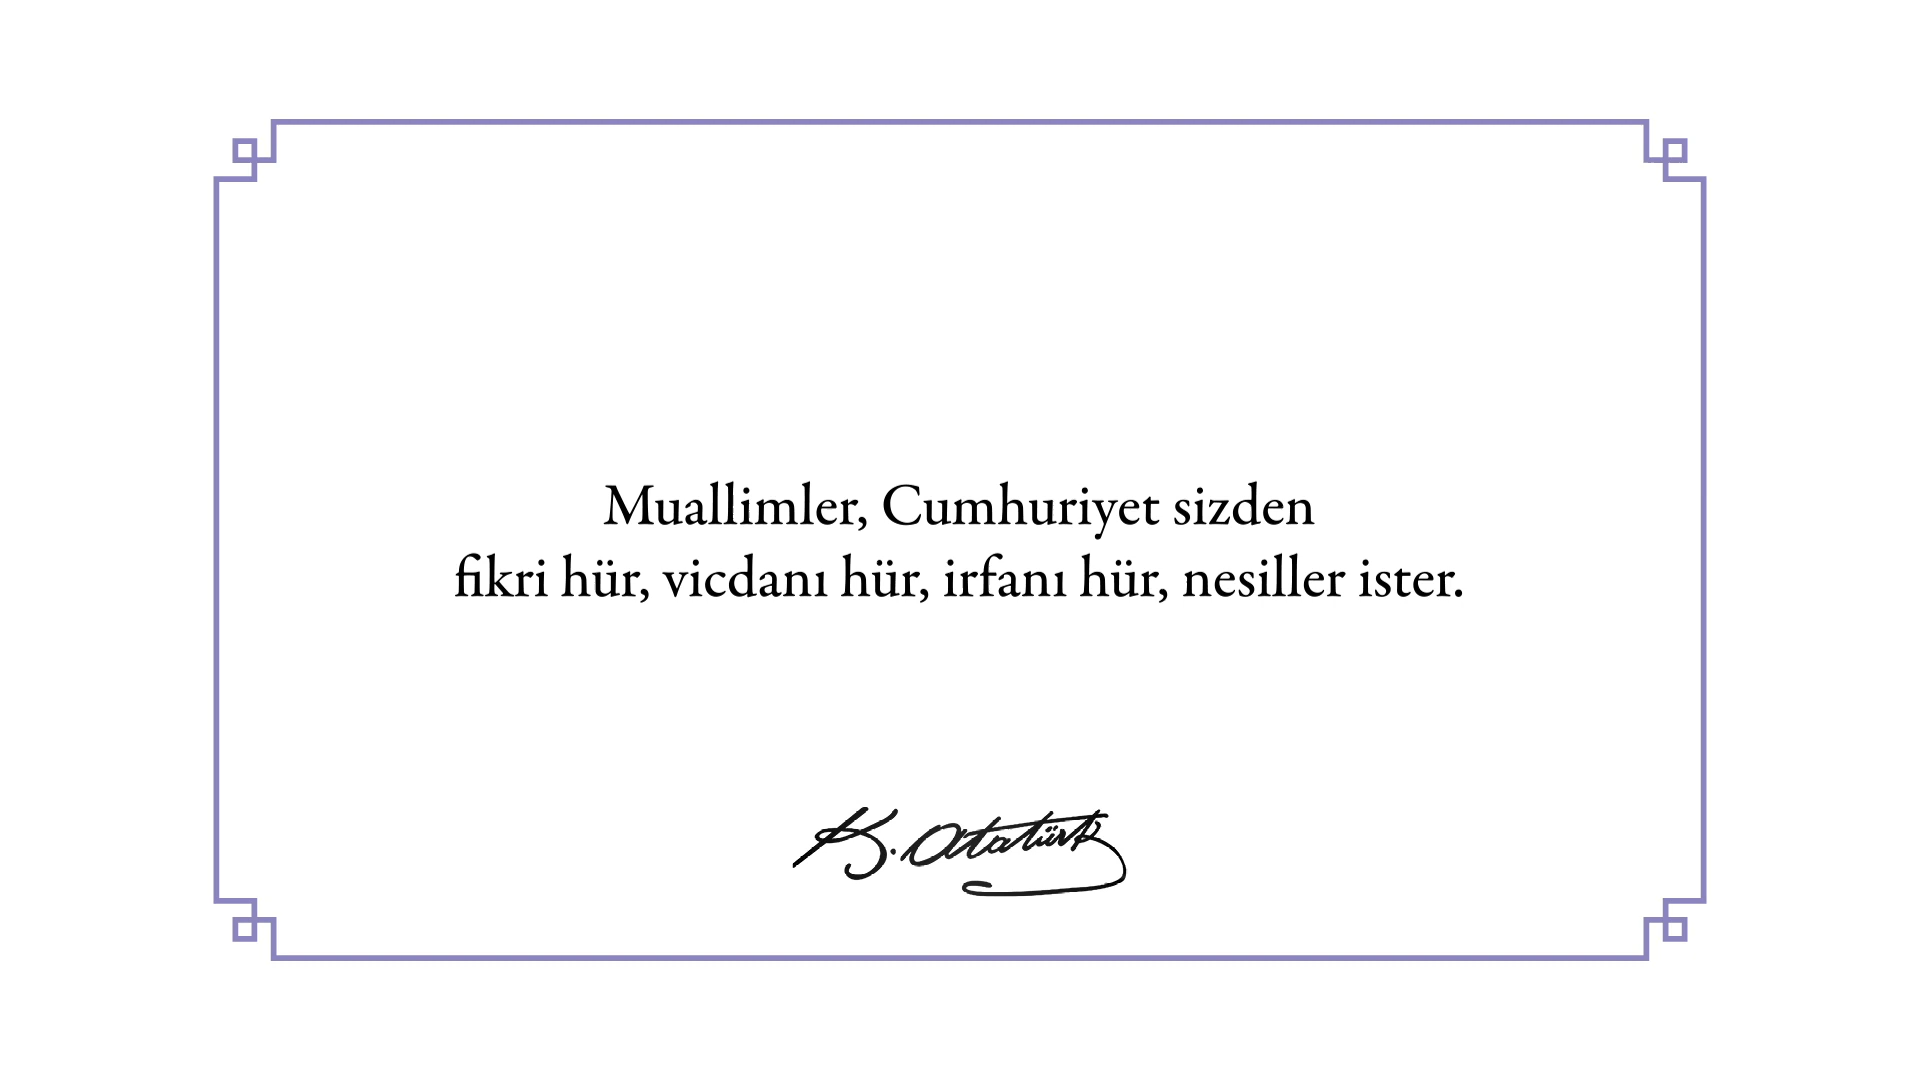 Muallimler, Cumhuriyet sizden
fikri hür, vicdanı hür, irfanı hür, nesiller ister.
K. Atatürk